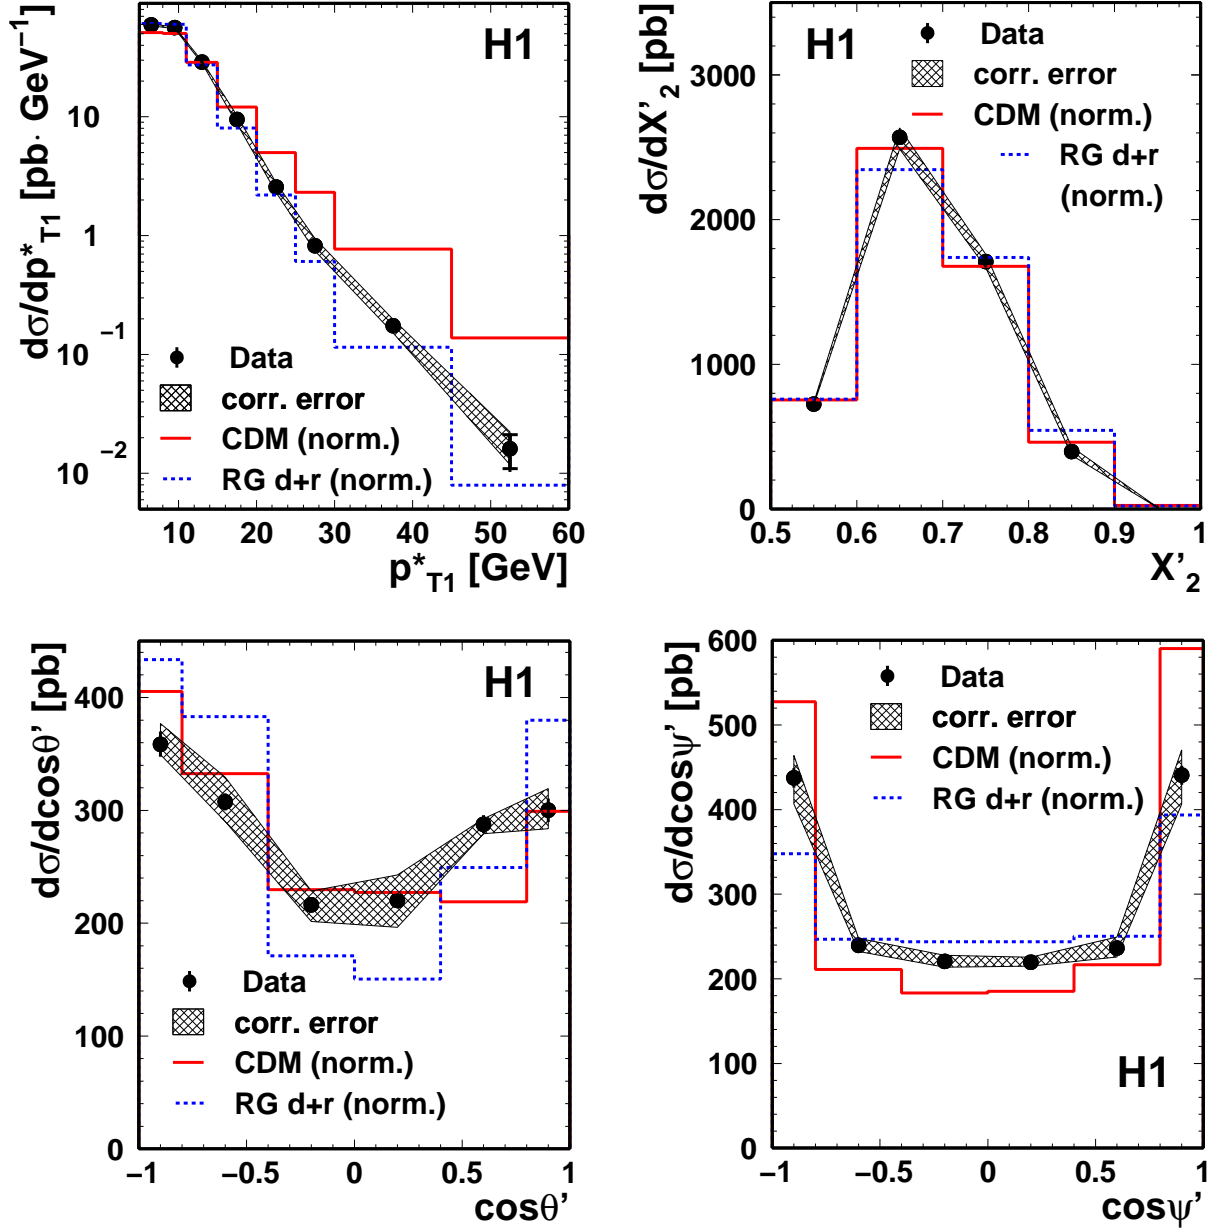 dσ/dp*T1 [pb· GeV−1]
H1
10
1
10−1
10−2
Data
corr. error
CDM (norm.)
RG d+r (norm.)
10 20 30 40 50 60
p*T1 [GeV]
dσ/dX'2 [pb]
H1
Data
corr. error
CDM (norm.)
RG d+r
(norm.)
3000
2000
1000
0
0.5 0.6 0.7 0.8 0.9 1
X'2
dσ/dcosθ' [pb]
H1
400
300
200
100
0
Data
corr. error
CDM (norm.)
RG d+r (norm.)
−1 −0.5 0 0.5 1
cosθ'
dσ/dcosψ' [pb]
600
500
400
300
200
100
0
Data
corr. error
CDM (norm.)
RG d+r (norm.)
H1
−1 −0.5 0 0.5 1
cosψ'